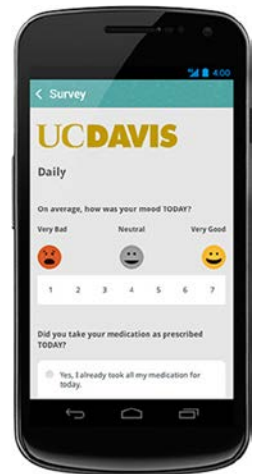 4:00
Survey
UCDAVIS
Daily
On average, how was your mood TODAY?
Very Bad Neutral Very Good
1 2 3 4 5 6 7
Did you take your medication as prescribed
TODAY?
Yes, I already took all my medication for
today.